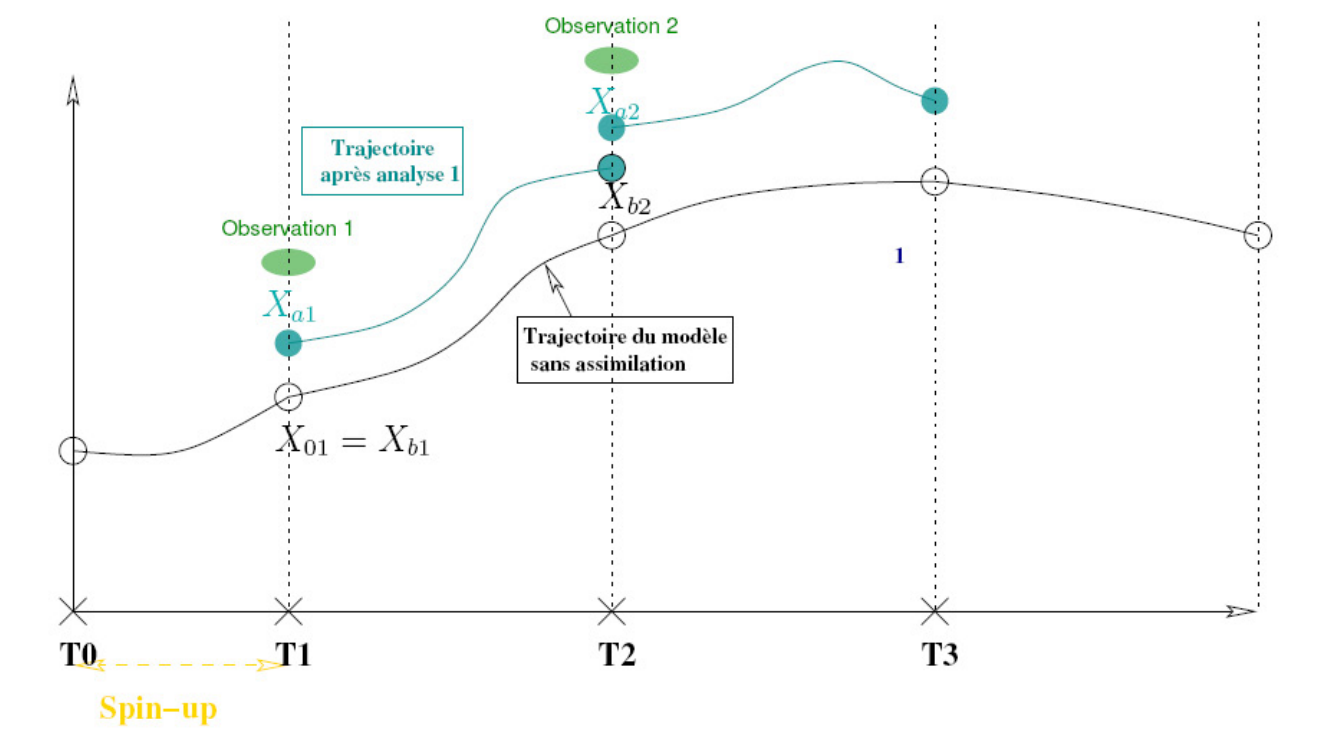 Observation 2
X_{a2}
Trajectoire
après analyse 1
X_{b2}
Observation 1
1
X_{a1}
Trajectoire du modèle
sans assimilation
X_{01} = X_{b1}
T0 T1 T2 T3
Spin-up